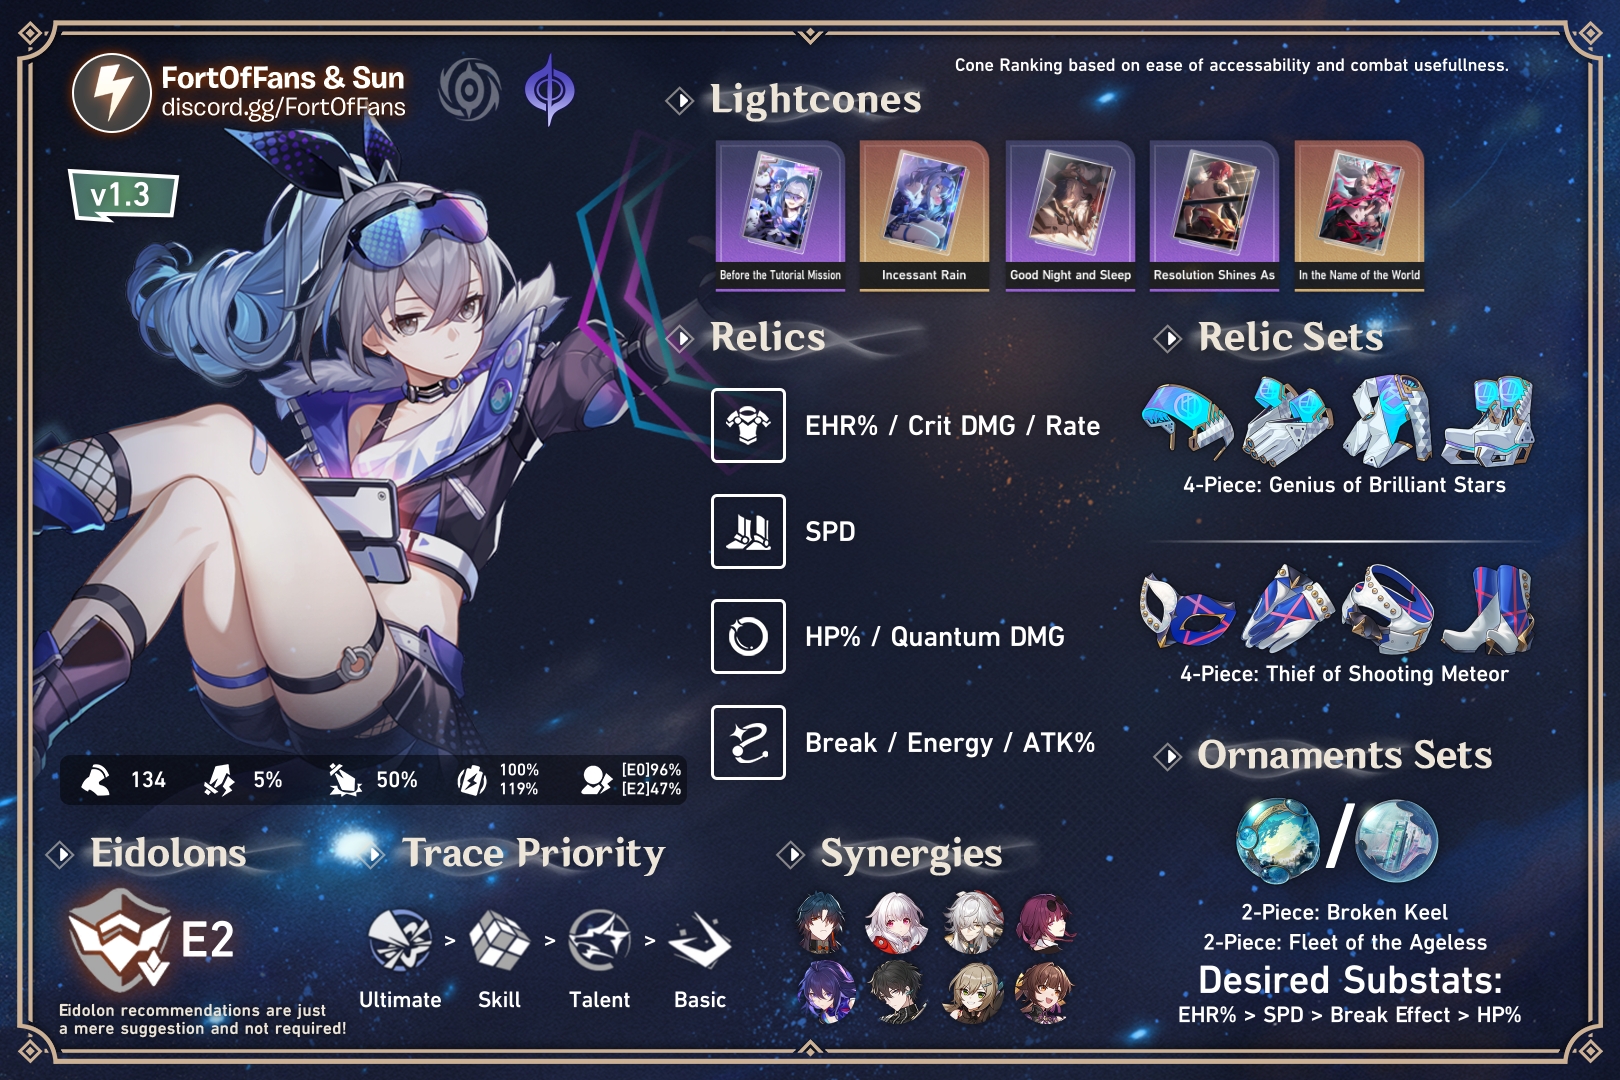 FortOfFans & Sun
discord.gg/FortOfFans
v1.3
Cone Ranking based on ease of accessability and combat usefullness.
Lightcones
Before the Tutorial Mission
Incessant Rain
Good Night and Sleep
Resolution Shines As
In the Name of the World
Relics
EHR% / Crit DMG / Rate
SPD
HP% / Quantum DMG
Break / Energy / ATK%
Relic Sets
4-Piece: Genius of Brilliant Stars
4-Piece: Thief of Shooting Meteor
Ornaments Sets
2-Piece: Broken Keel
2-Piece: Fleet of the Ageless
Desired Substats:
EHR% > SPD > Break Effect > HP%
134
5%
50%
100%
119%
[E0]96%
[E2]47%
Eidolons
E2
Eidolon recommendations are just
a mere suggestion and not required!
Trace Priority
> > >
Ultimate Skill Talent Basic
Synergies